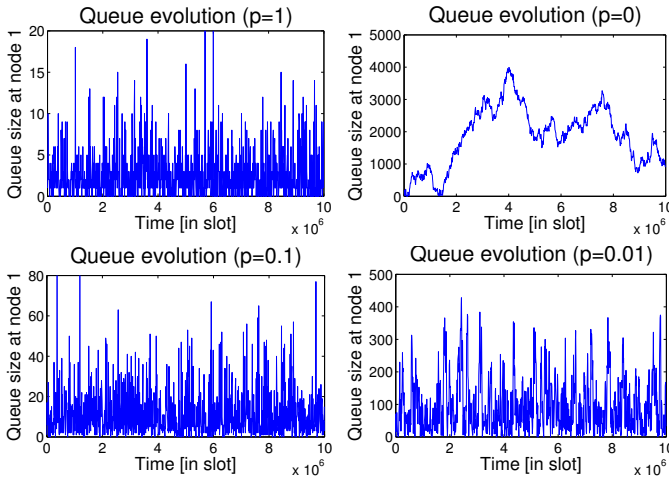 Queue evolution (p=1)
Queue size at node 1
20
15
10
5
0
0 2 4 6 8 10
Time [in slot]
x 10^6
Queue evolution (p=0)
Queue size at node 1
5000
4000
3000
2000
1000
0
0 2 4 6 8 10
Time [in slot]
x 10^6
Queue evolution (p=0.1)
Queue size at node 1
80
60
40
20
0
0 2 4 6 8 10
Time [in slot]
x 10^6
Queue evolution (p=0.01)
Queue size at node 1
500
400
300
200
100
0
0 2 4 6 8 10
Time [in slot]
x 10^6